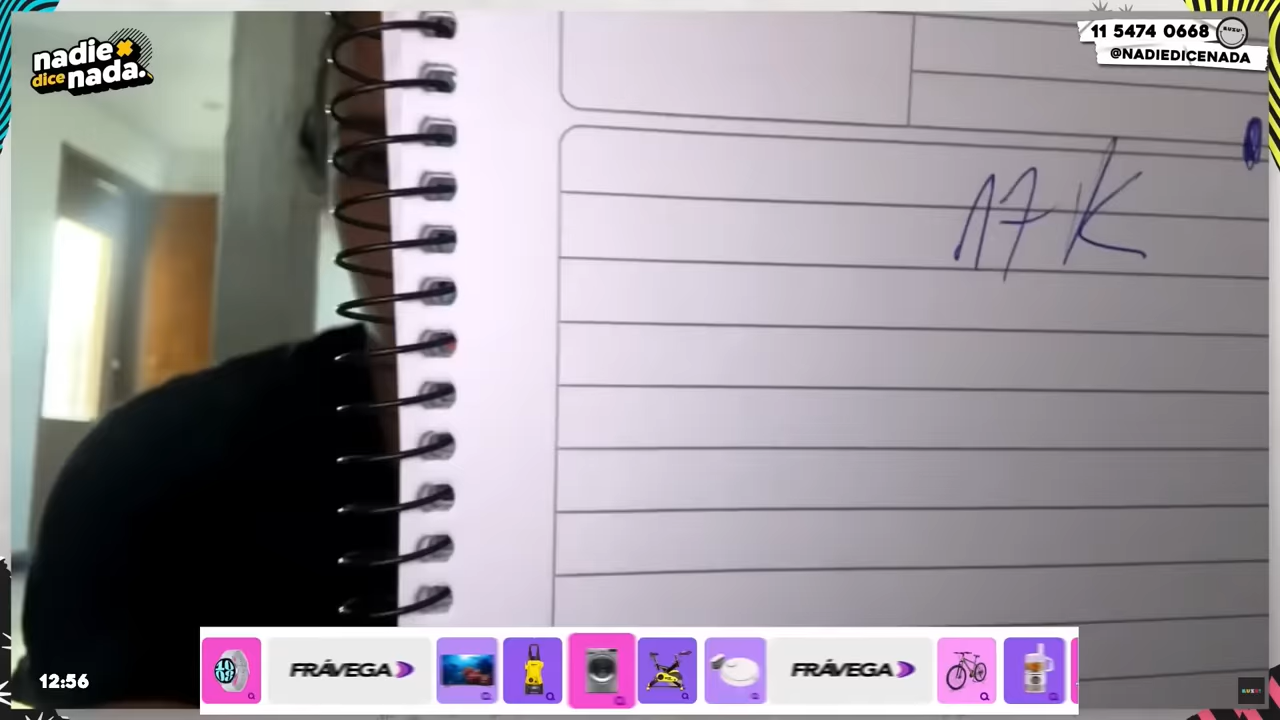 nadie
dice nada.
11 5474 0668
@NADIEDICENADA
17K
FRÁVEGA
FRÁVEGA
12:56